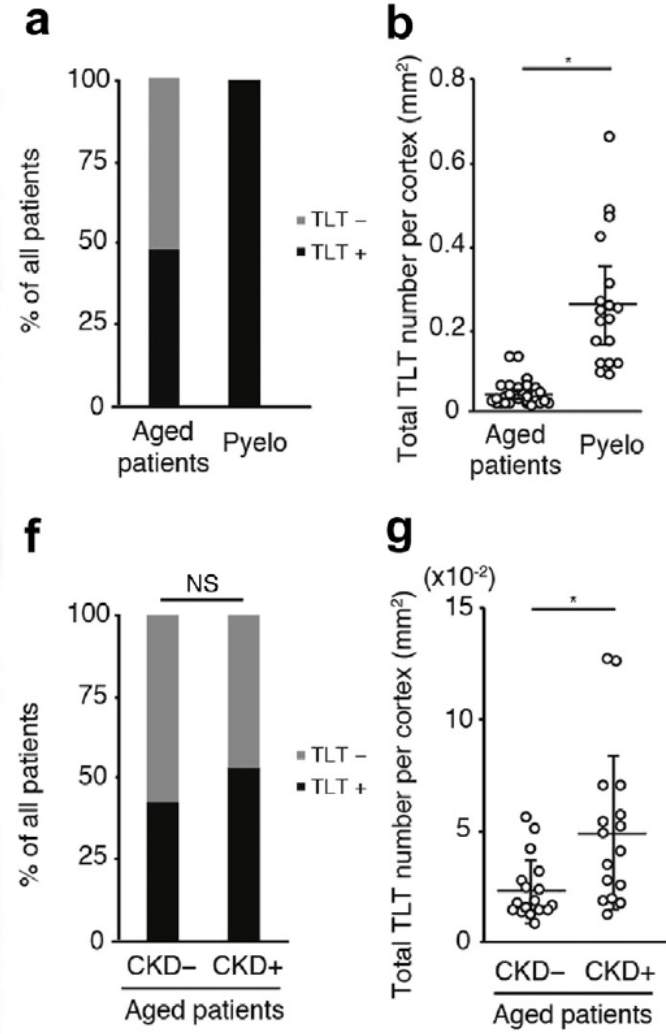 a
% of all patients
100
75
50
25
0
Aged
patients
Pyelo
TLT –
TLT +
b
Total TLT number per cortex (mm²)
*
0.8
0.6
0.4
0.2
0
Aged
patients
Pyelo
f
% of all patients
NS
100
75
50
25
0
CKD–
CKD+
Aged patients
TLT –
TLT +
g
Total TLT number per cortex (mm²)
(x10⁻²)
*
15
10
5
0
CKD–
CKD+
Aged patients